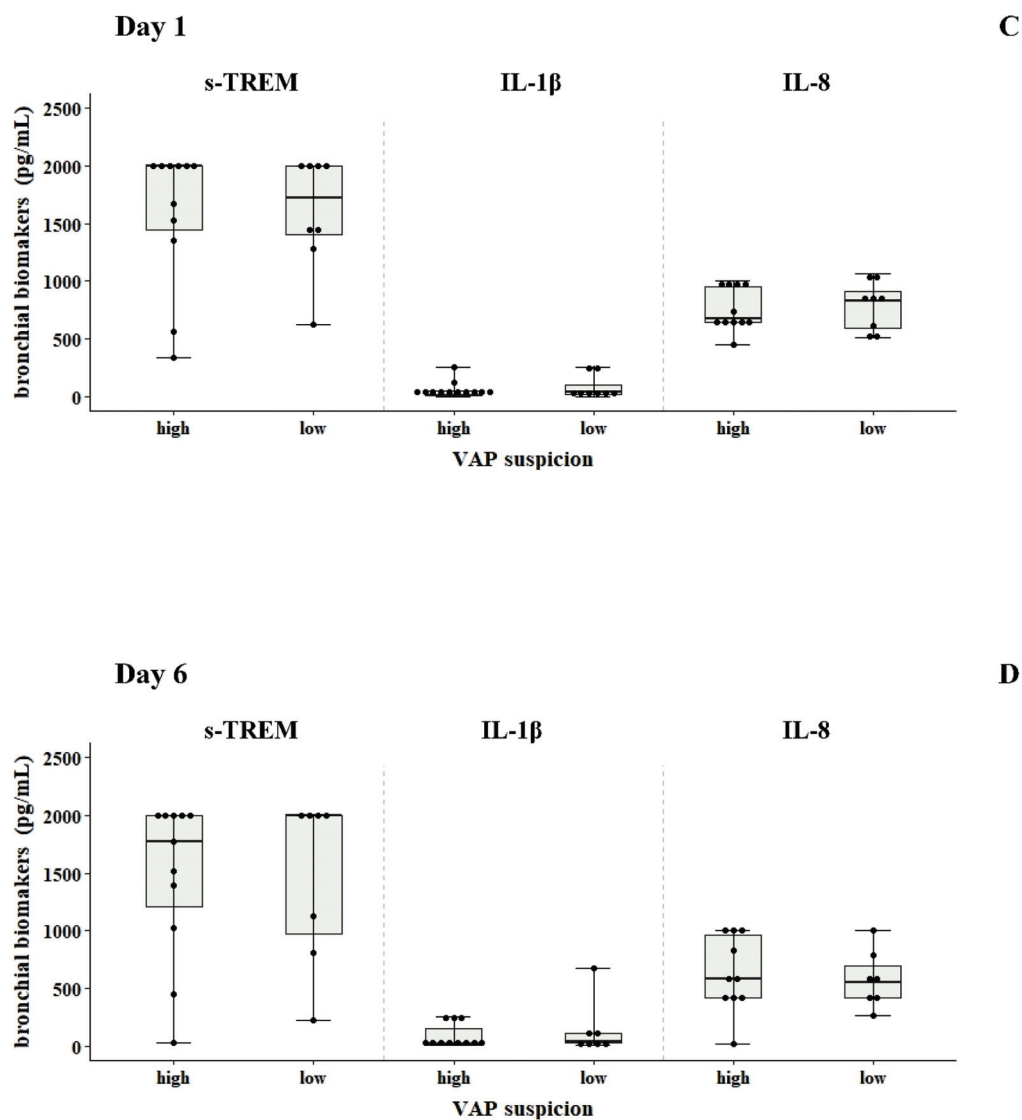 Day 1 C
s-TREM IL-1β IL-8
2500
2000
1500
1000
500
0
bronchial biomakers (pg/mL)
high low high low high low
VAP suspicion
Day 6 D
s-TREM IL-1β IL-8
2500
2000
1500
1000
500
0
bronchial biomakers (pg/mL)
high low high low high low
VAP suspicion